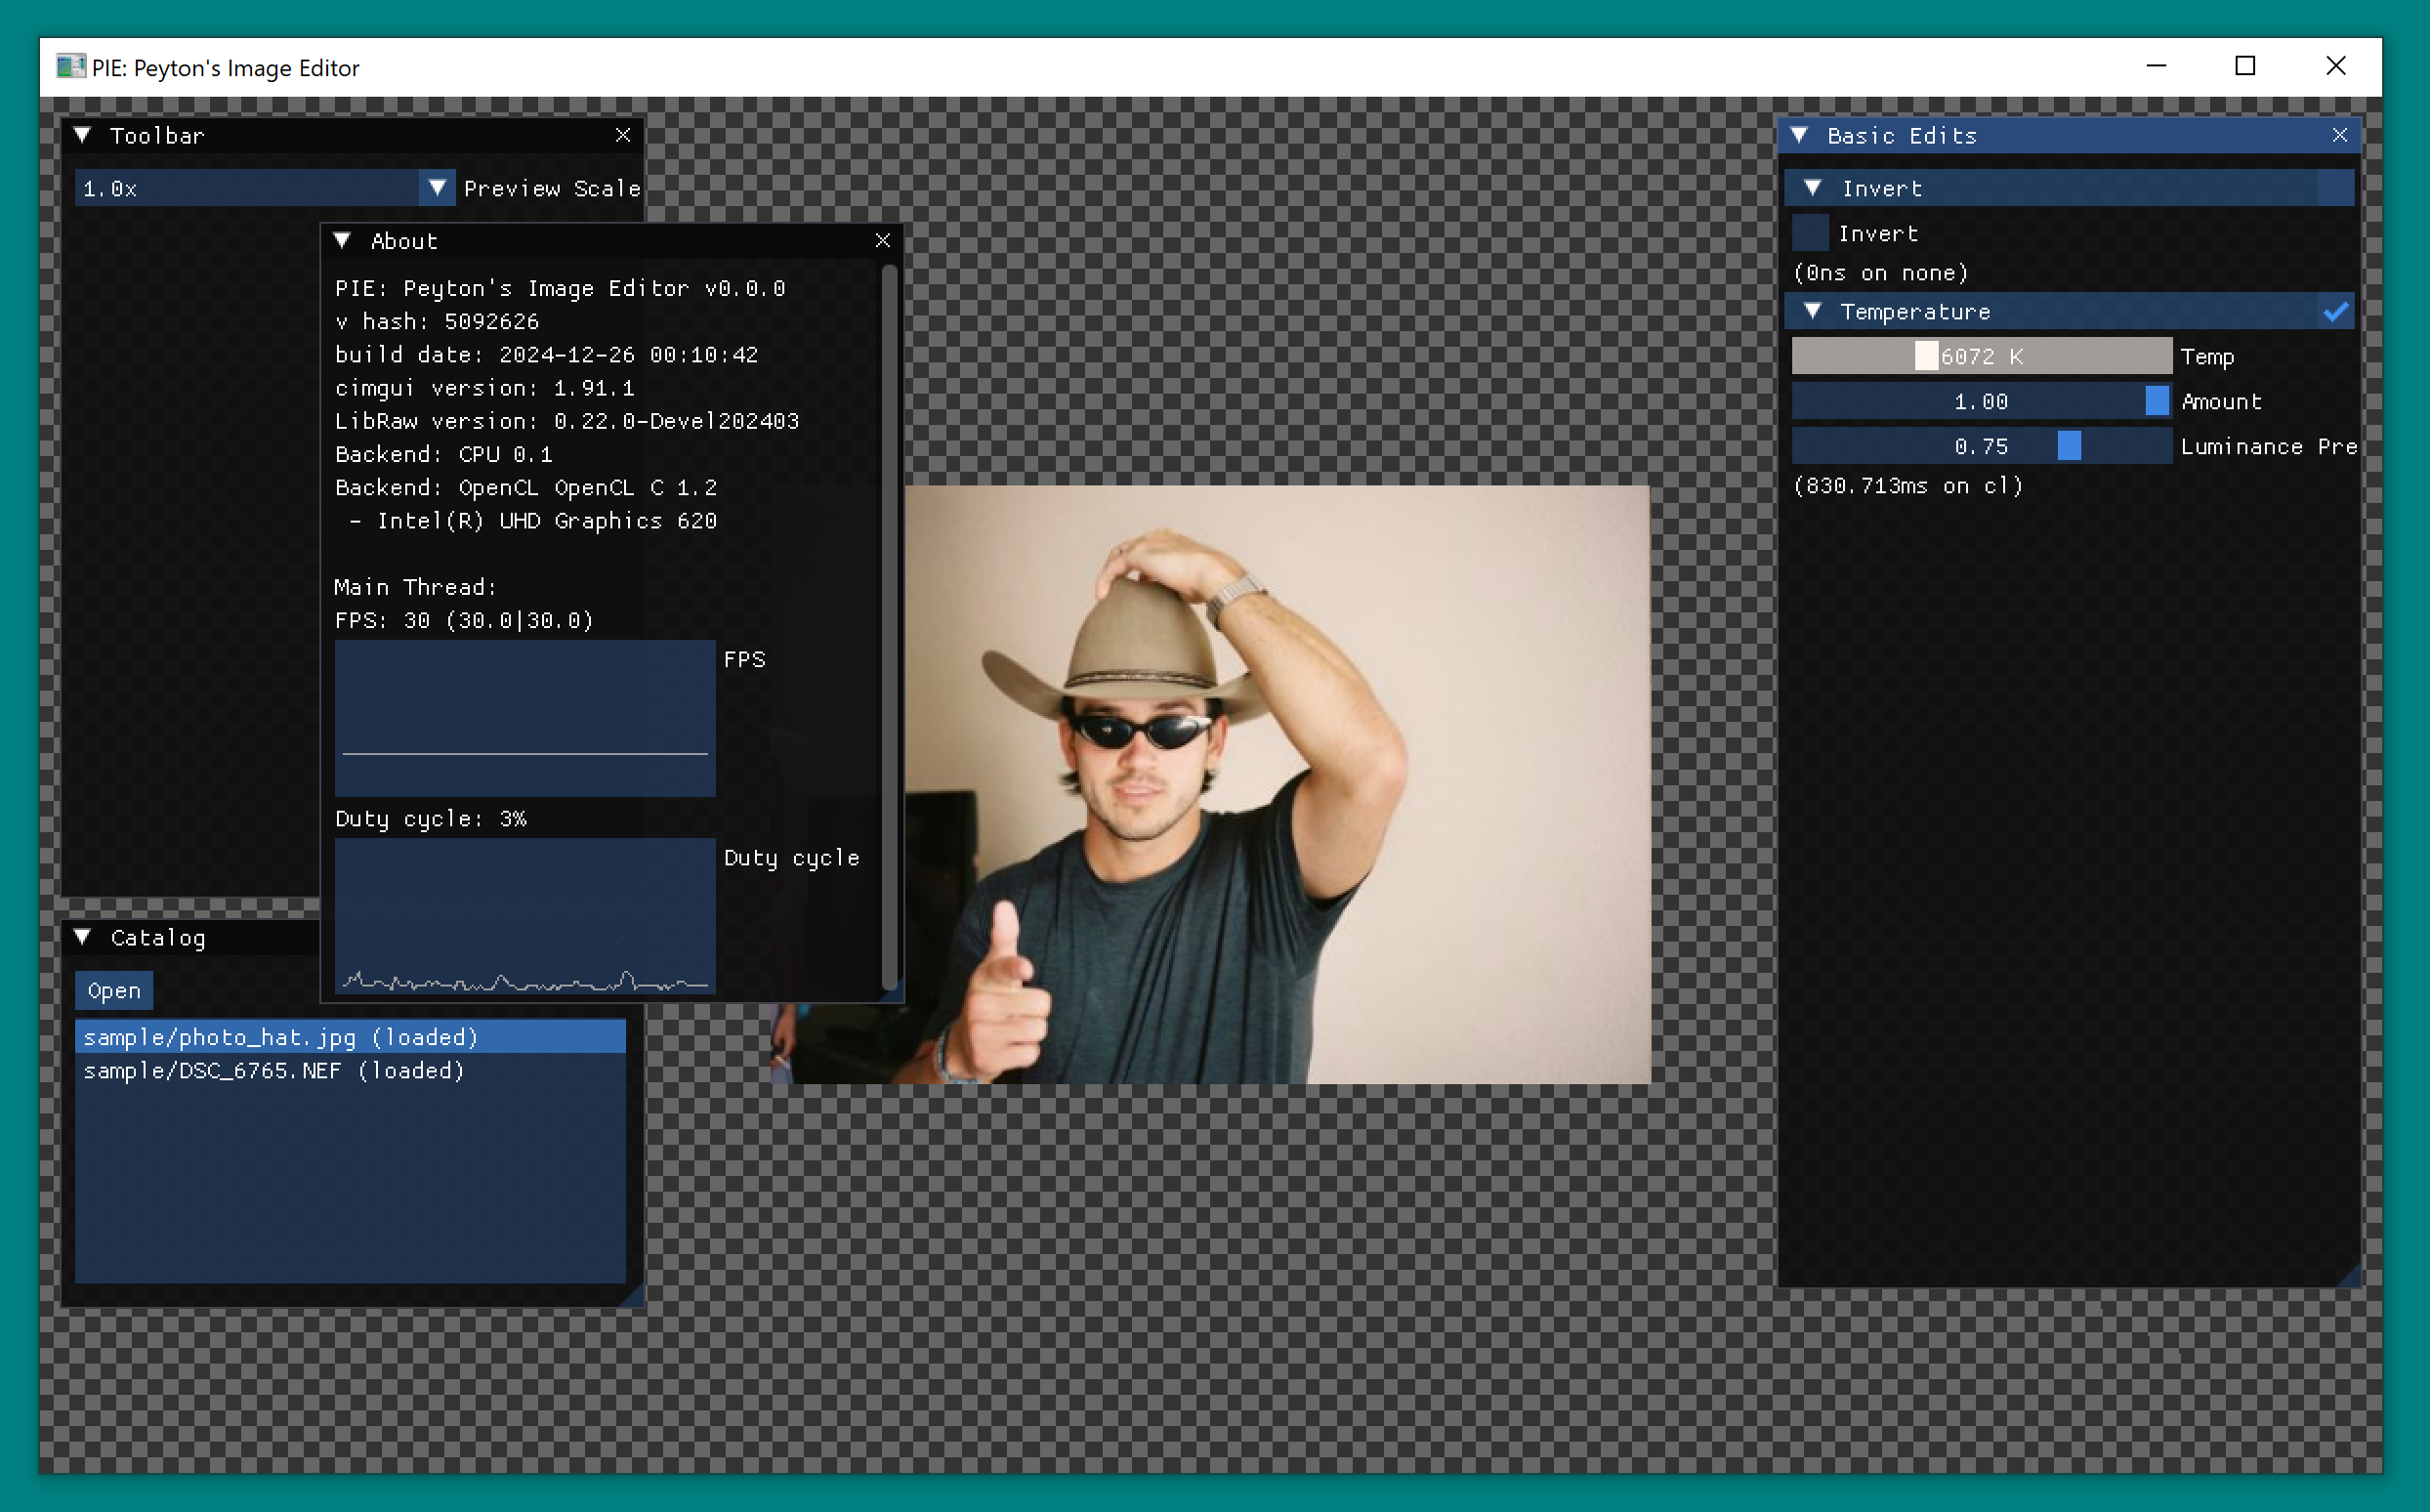 PIE: Peyton's Image Editor
Toolbar
1.0x Preview Scale
About
PIE: Peyton's Image Editor v0.0.0
v hash: 5092626
build date: 2024-12-26 00:10:42
cimgui version: 1.91.1
LibRaw version: 0.22.0-Devel202403
Backend: CPU 0.1
Backend: OpenCL OpenCL C 1.2
- Intel(R) UHD Graphics 620
Main Thread:
FPS: 30 (30.0|30.0)
FPS
Duty cycle: 3%
Duty cycle
Catalog
Open
sample/photo_hat.jpg (loaded)
sample/DSC_6765.NEF (loaded)
Basic Edits
Invert
Invert
(0ns on none)
Temperature
6072 K Temp
1.00 Amount
0.75 Luminance Pre
(830.713ms on cl)